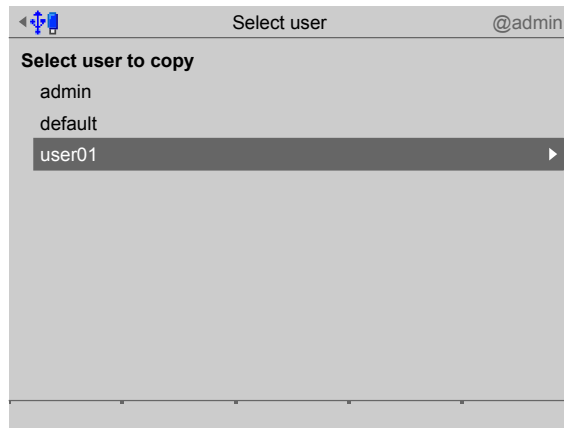 Select user
@admin
Select user to copy
admin
default
user01